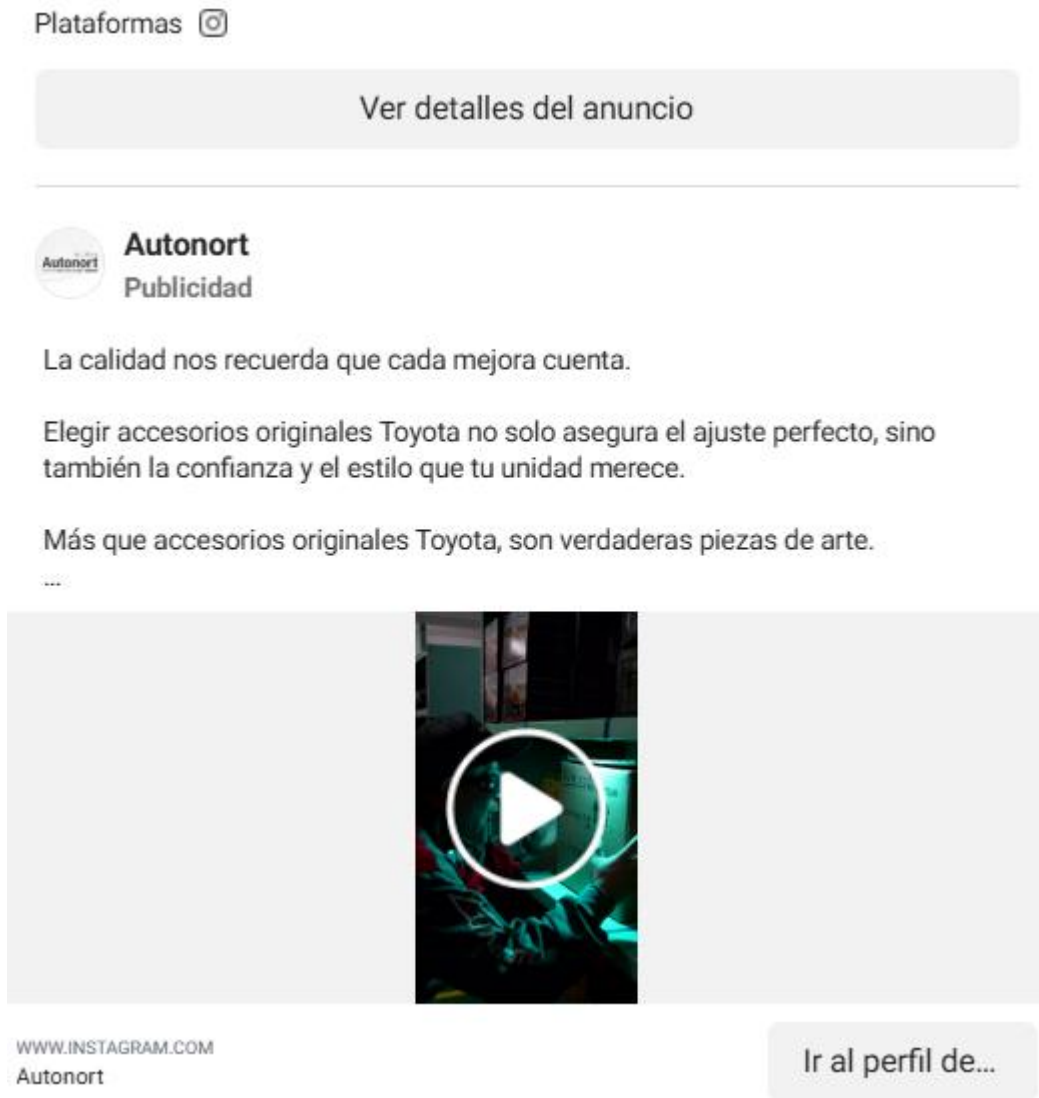 Plataformas
Ver detalles del anuncio
Autonort
Autonort
Publicidad
La calidad nos recuerda que cada mejora cuenta.
Elegir accesorios originales Toyota no solo asegura el ajuste perfecto, sino
también la confianza y el estilo que tu unidad merece.
Más que accesorios originales Toyota, son verdaderas piezas de arte.
...
WWW.INSTAGRAM.COM
Autonort
Ir al perfil de...